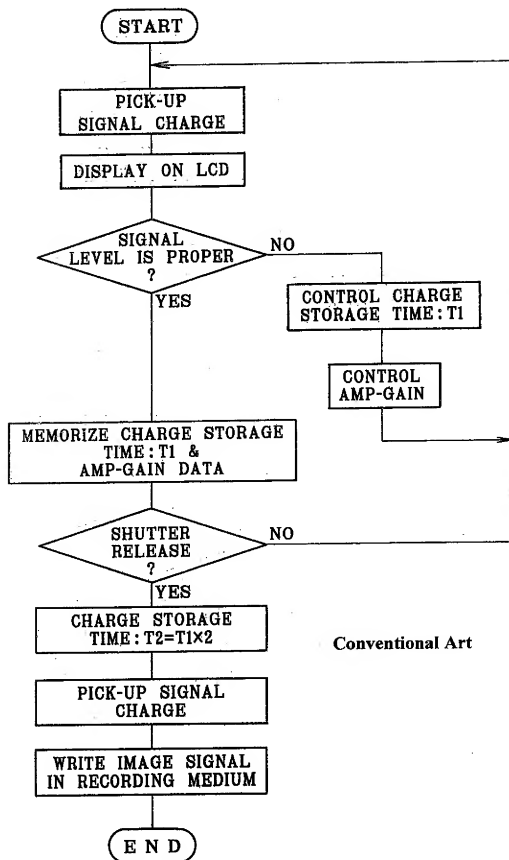 START
PICK-UP
SIGNAL CHARGE
DISPLAY ON LCD
SIGNAL
LEVEL IS PROPER
?
NO
YES
CONTROL CHARGE
STORAGE TIME:T1
CONTROL
AMP-GAIN
MEMORIZE CHARGE STORAGE
TIME:T1 &
AMP-GAIN DATA
SHUTTER
RELEASE
?
NO
YES
CHARGE STORAGE
TIME:T2=T1×2
Conventional Art
PICK-UP SIGNAL
CHARGE
WRITE IMAGE SIGNAL
IN RECORDING MEDIUM
END